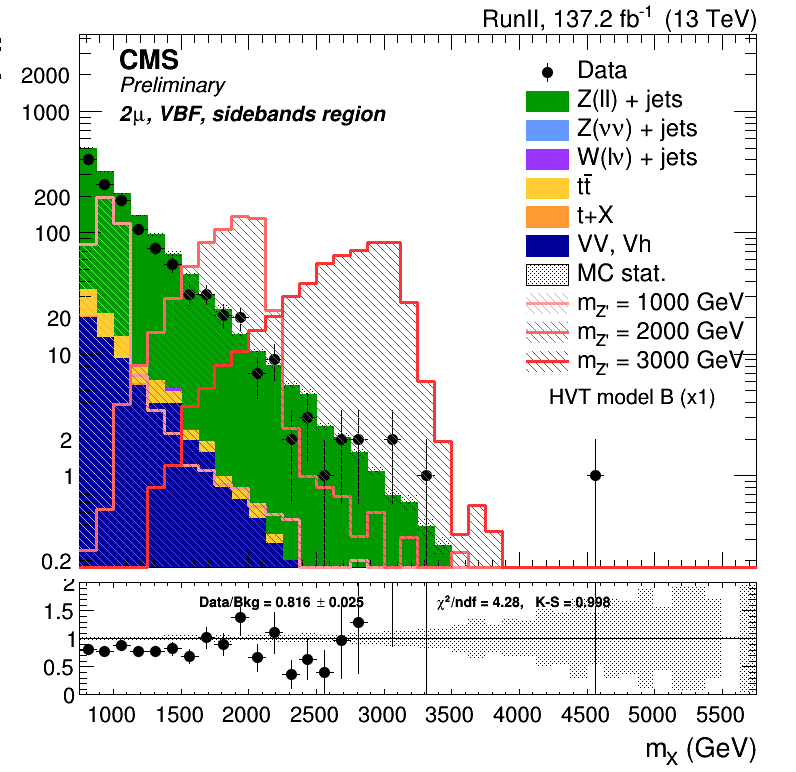 RunII, 137.2 fb⁻¹ (13 TeV)
CMS
Preliminary
2μ, VBF, sidebands region
Data
Z(ll) + jets
Z(νν) + jets
W(lν) + jets
tt̄
t+X
VV, Vh
MC stat.
m_Z' = 1000 GeV
m_Z' = 2000 GeV
m_Z' = 3000 GeV
HVT model B (x1)
2000
1000
200
100
20
10
2
1
0.2
Data/Bkg = 0.816 ± 0.025
χ²/ndf = 4.28, K-S = 0.998
2
1.5
1
0.5
0
1000 1500 2000 2500 3000 3500 4000 4500 5000 5500
m_X (GeV)